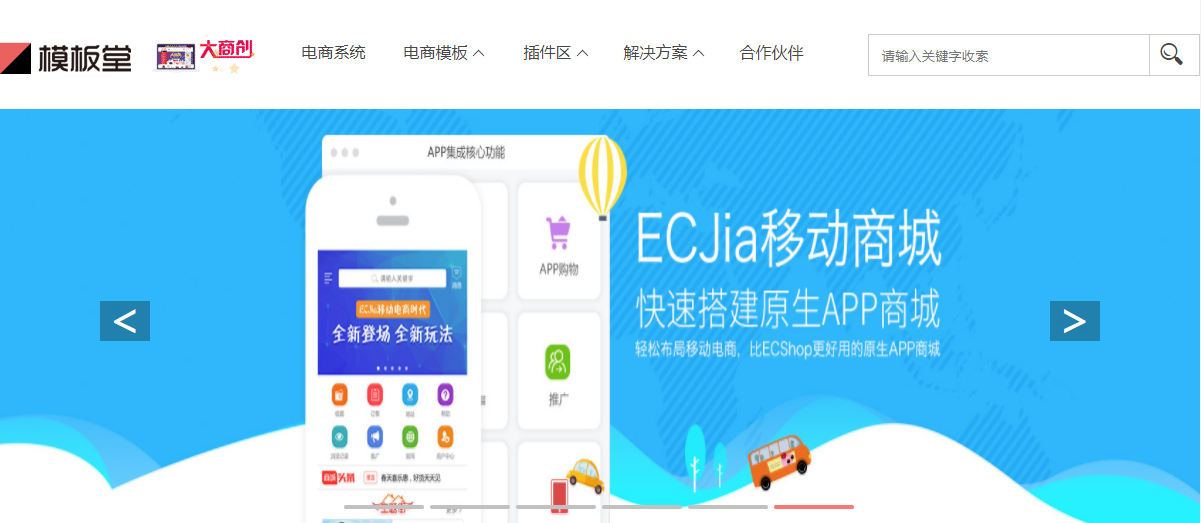 模板堂
大商创
电商系统
电商模板
插件区
解决方案
合作伙伴
请输入关键字收索
<
>
APP集成核心功能
APP购物
推广
请输入关键字
ECJia移动电商时代
全新登场 全新玩法
商城头条
春天嘉乐惠，好货天天见
ECJia移动商城
快速搭建原生APP商城
轻松布局移动电商，比ECShop更好用的原生APP商城